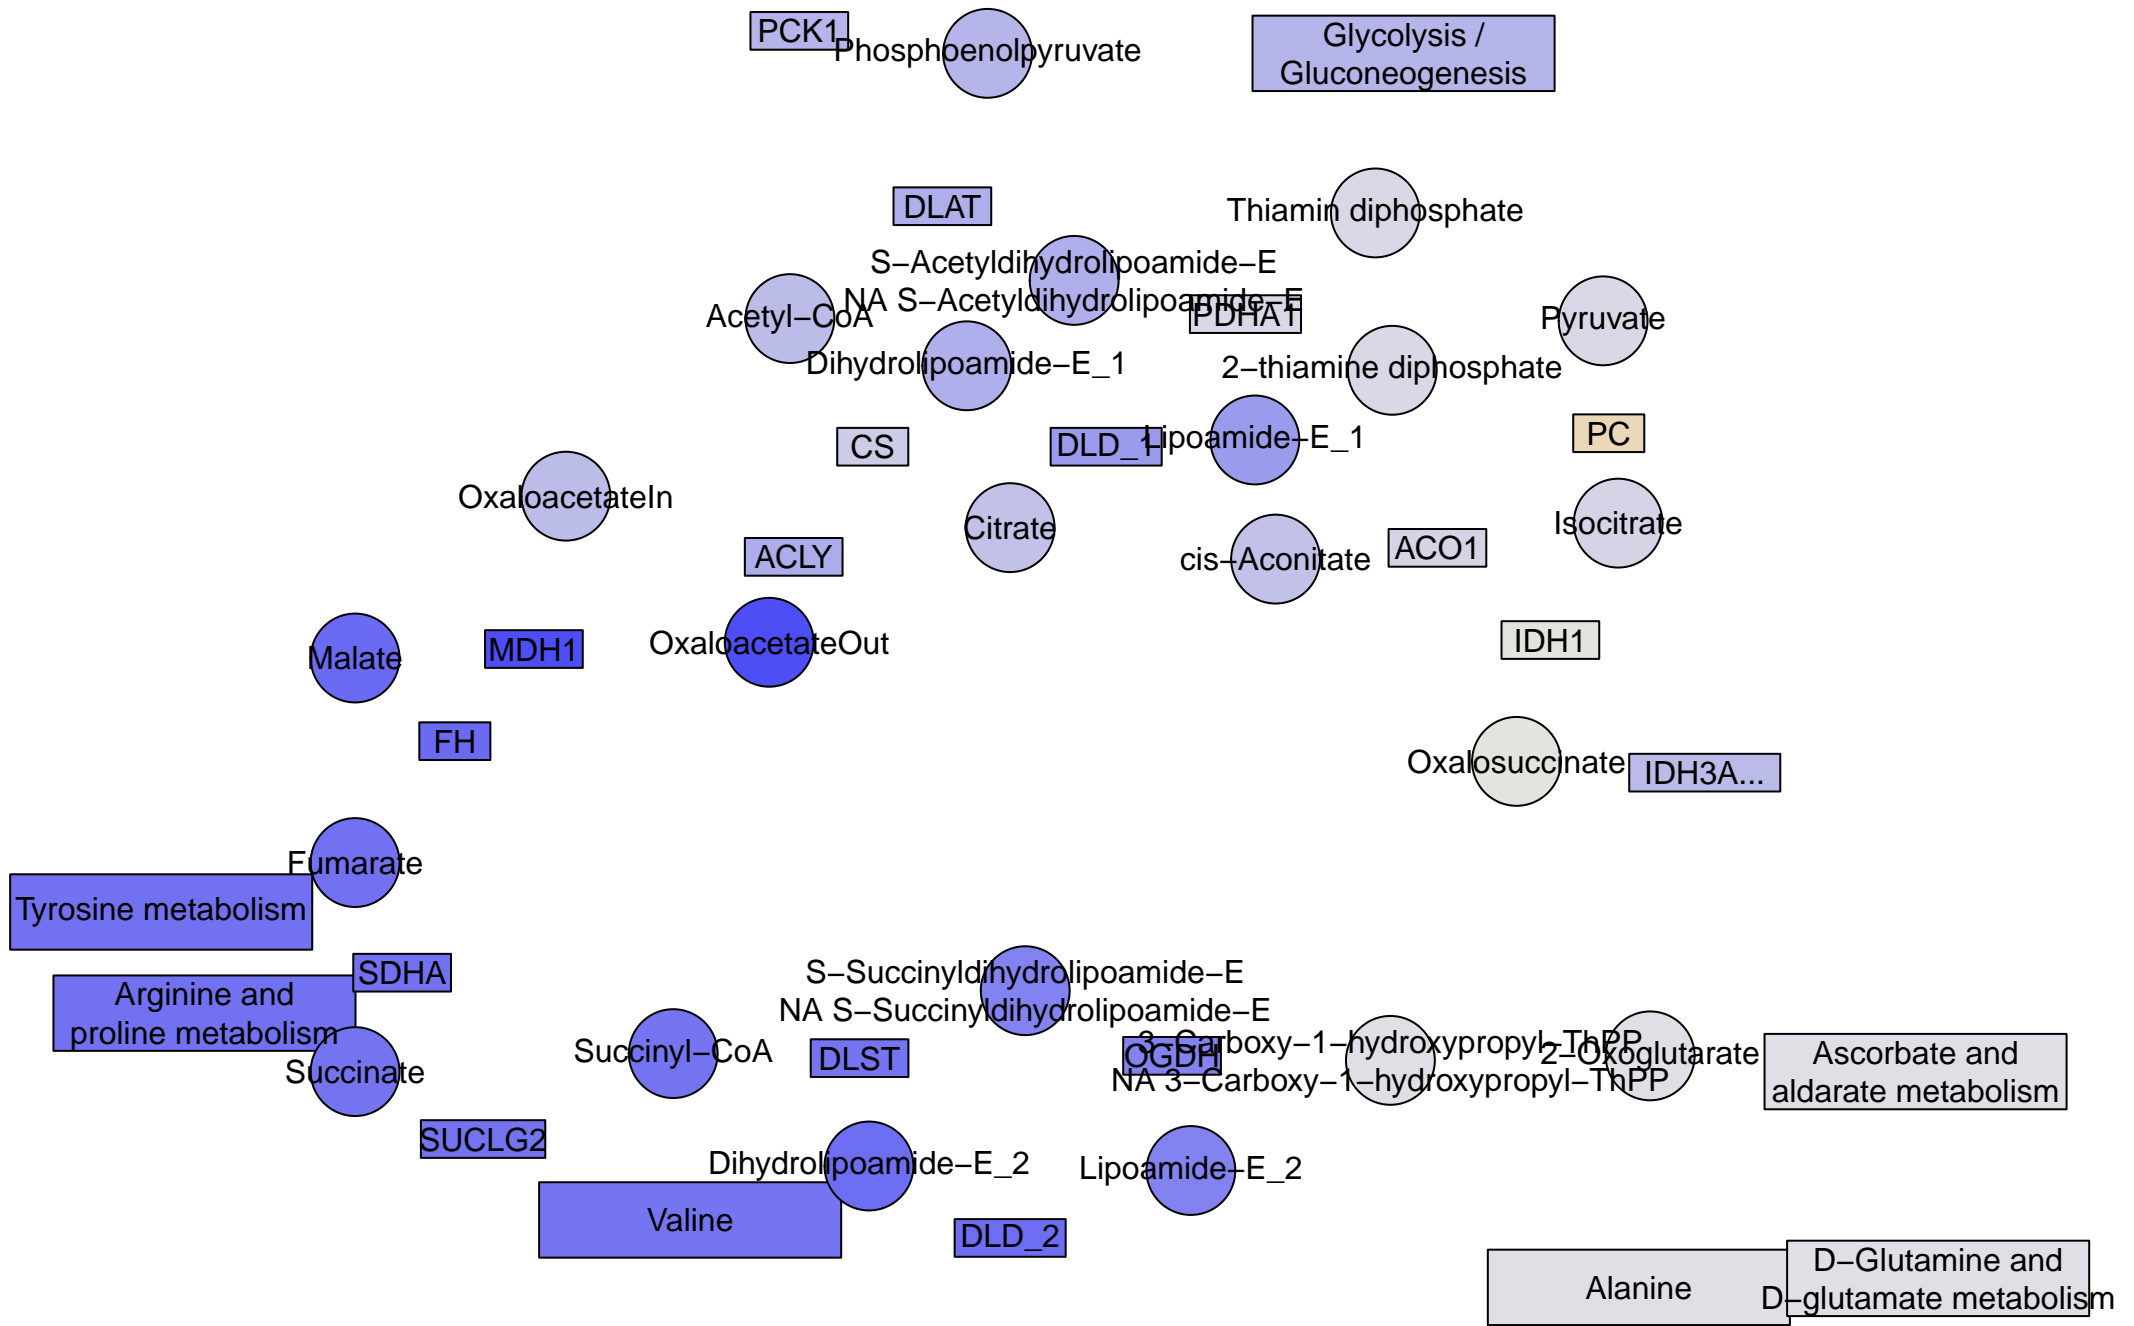 PCK1
Phosphoenolpyruvate
Glycolysis /
Gluconeogenesis
DLAT
Thiamin diphosphate
S−Acetyldihydrolipoamide−E
NA S−Acetyldihydrolipoamide−E
Acetyl−CoA
PDHA1
Pyruvate
Dihydrolipoamide−E_1
2−thiamine diphosphate
CS
DLD_1
Lipoamide−E_1
PC
OxaloacetateIn
Citrate
Isocitrate
ACLY
cis−Aconitate
ACO1
Malate
MDH1
OxaloacetateOut
IDH1
FH
Oxalosuccinate
IDH3A...
Fumarate
Tyrosine metabolism
SDHA
Arginine and
proline metabolism
S−Succinyldihydrolipoamide−E
NA S−Succinyldihydrolipoamide−E
Succinate
Succinyl−CoA
DLST
OGDH
3−Carboxy−1−hydroxypropyl−ThPP
NA 3−Carboxy−1−hydroxypropyl−ThPP
2−Oxoglutarate
Ascorbate and
aldarate metabolism
SUCLG2
Dihydrolipoamide−E_2
Lipoamide−E_2
Valine
DLD_2
Alanine
D−Glutamine and
D−glutamate metabolism